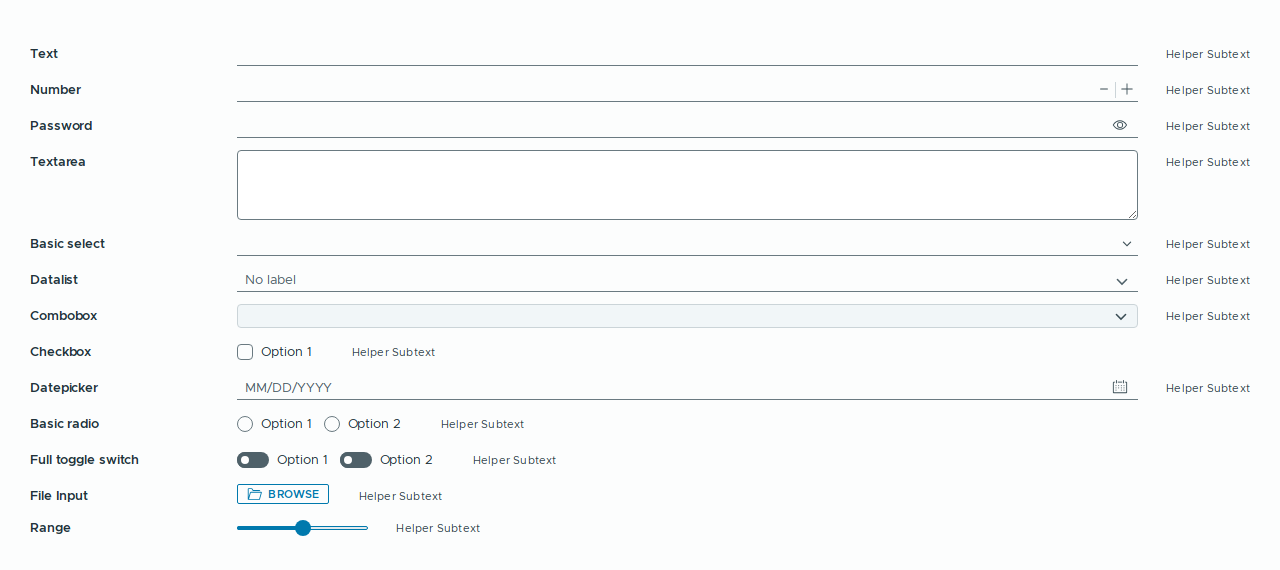 Text Helper Subtext
Number Helper Subtext
Password Helper Subtext
Textarea Helper Subtext
Basic select Helper Subtext
Datalist No label Helper Subtext
Combobox Helper Subtext
Checkbox Option 1 Helper Subtext
Datepicker MM/DD/YYYY Helper Subtext
Basic radio Option 1 Option 2 Helper Subtext
Full toggle switch Option 1 Option 2 Helper Subtext
File Input BROWSE Helper Subtext
Range Helper Subtext